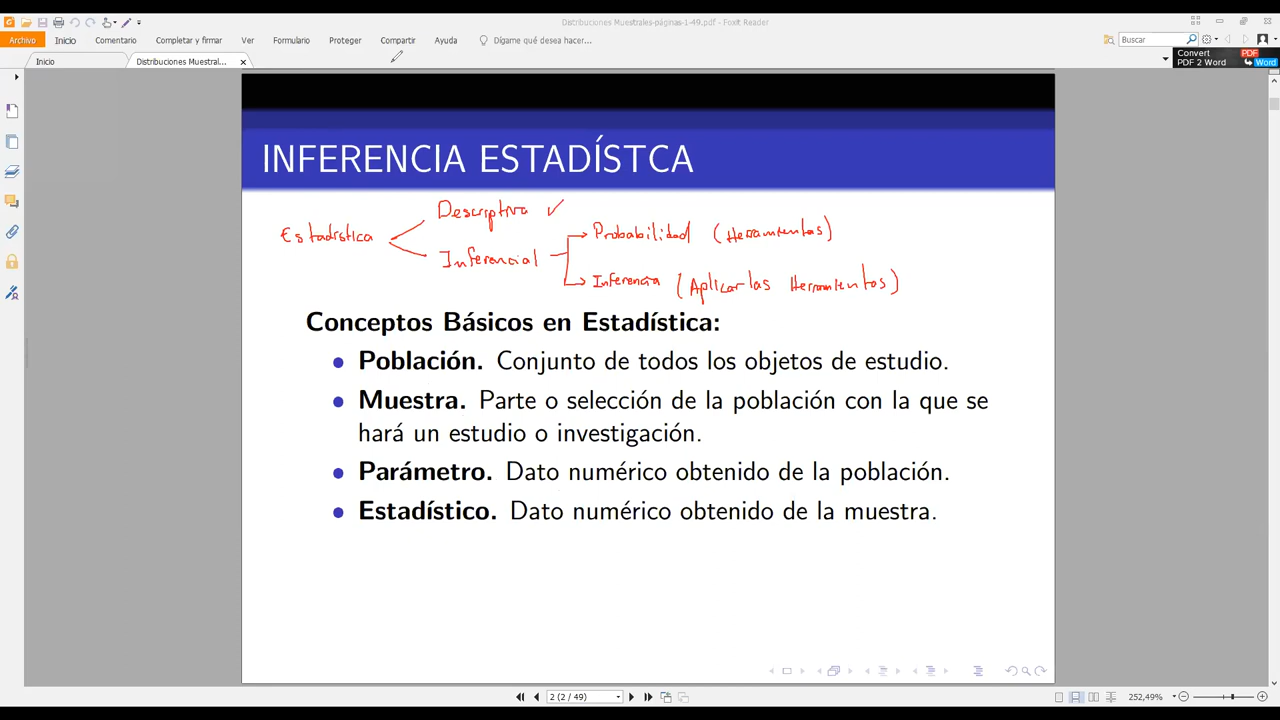 Distribuciones Muestrales-páginas-1-49.pdf - Foxit Reader
Archivo Inicio Comentario Completar y firmar Ver Formulario Proteger Compartir Ayuda Dígame qué desea hacer... Buscar
Inicio Distribuciones Muestral...
Convert PDF
PDF 2 Word Word
INFERENCIA ESTADÍSTCA
Descriptiva
Estadística
Probabilidad (Herramientas)
Inferencial
Inferencia (Aplicar las Herramientas)
Conceptos Básicos en Estadística:
Población. Conjunto de todos los objetos de estudio.
Muestra. Parte o selección de la población con la que se
hará un estudio o investigación.
Parámetro. Dato numérico obtenido de la población.
Estadístico. Dato numérico obtenido de la muestra.
2 (2 / 49) 252,49%